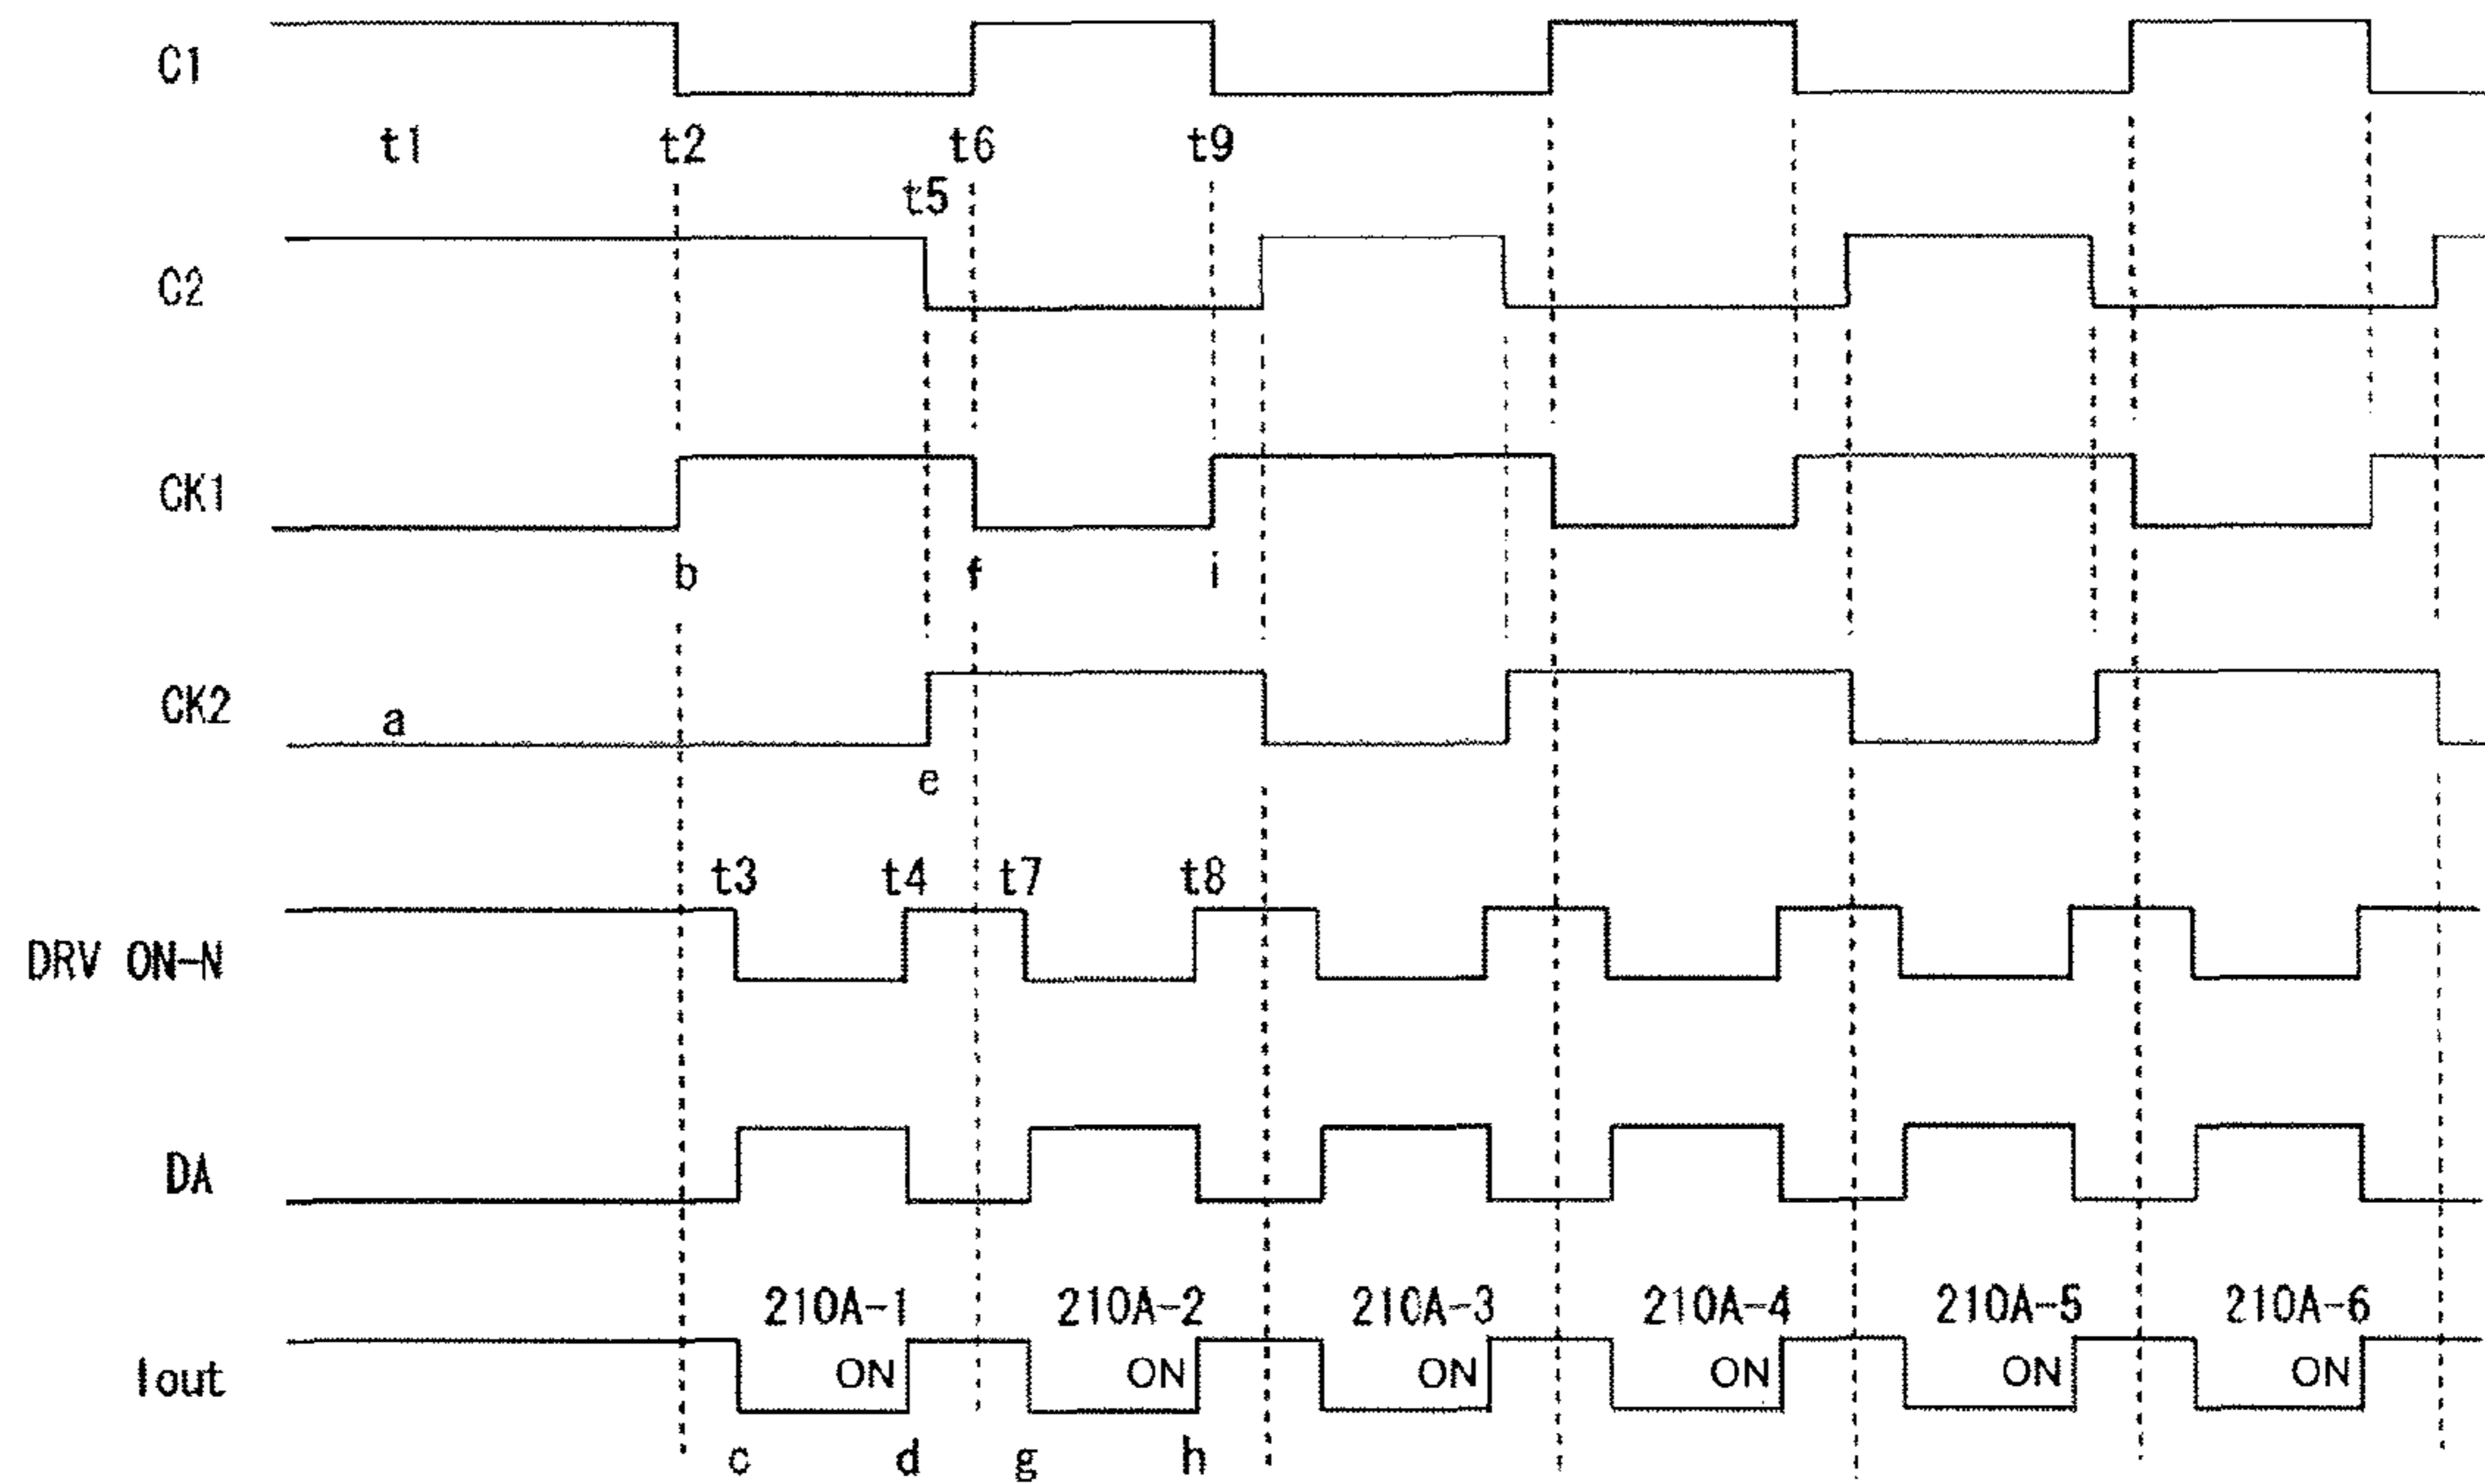 C1
t1 t2 t6 t9
t5
C2
CK1
b f i
CK2
a
e
t3 t4 t7 t8
DRV ON-N
DA
210A-1 210A-2 210A-3 210A-4 210A-5 210A-6
Iout ON ON ON ON ON ON
c d g h